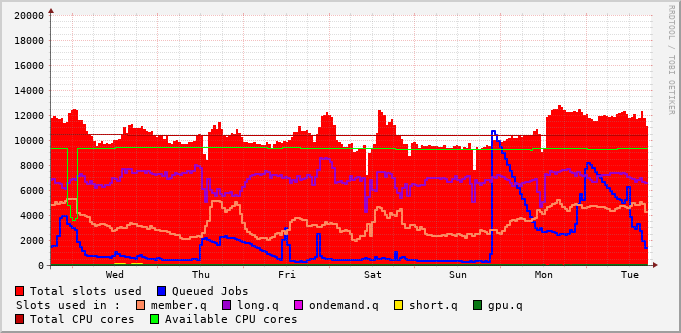 20000
18000
16000
14000
12000
10000
8000
6000
4000
2000
0
Wed Thu Fri Sat Sun Mon Tue
RRDTOOL / TOBI OETIKER
Total slots used Queued Jobs
Slots used in : member.q long.q ondemand.q short.q gpu.q
Total CPU cores Available CPU cores